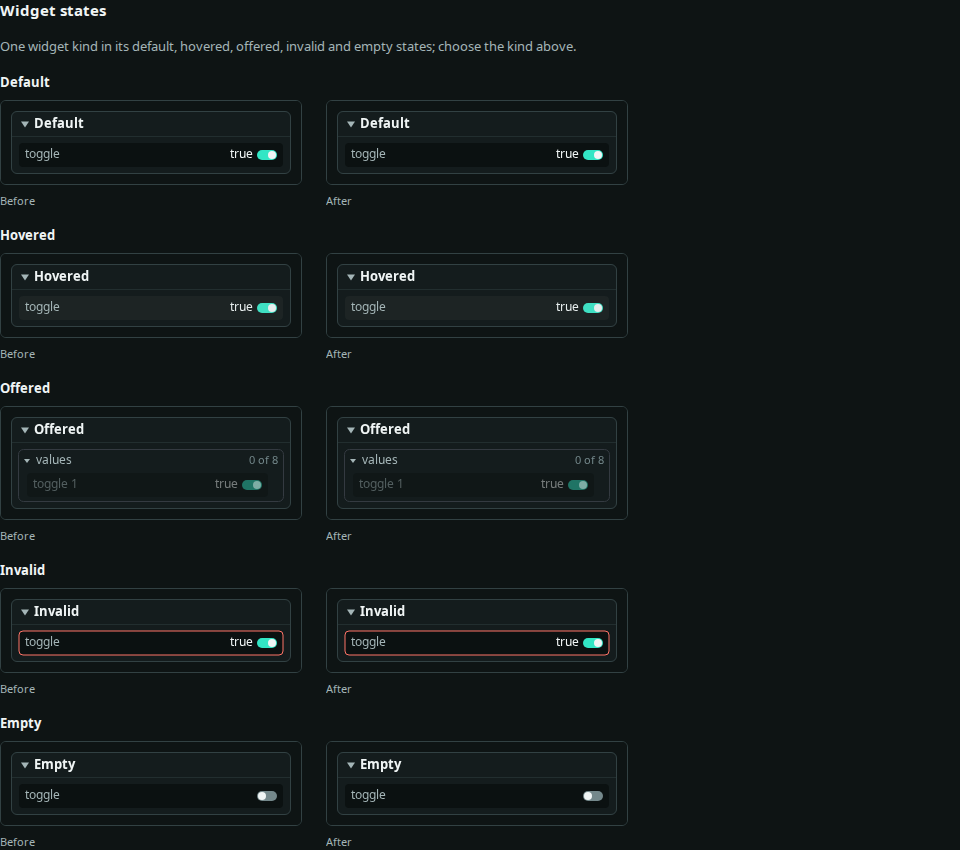 Widget states
One widget kind in its default, hovered, offered, invalid and empty states; choose the kind above.
Default
Default Default
toggle true toggle true
Before After
Hovered
Hovered Hovered
toggle true toggle true
Before After
Offered
Offered Offered
values 0 of 8 values 0 of 8
toggle 1 true toggle 1 true
Before After
Invalid
Invalid Invalid
toggle true toggle true
Before After
Empty
Empty Empty
toggle toggle
Before After